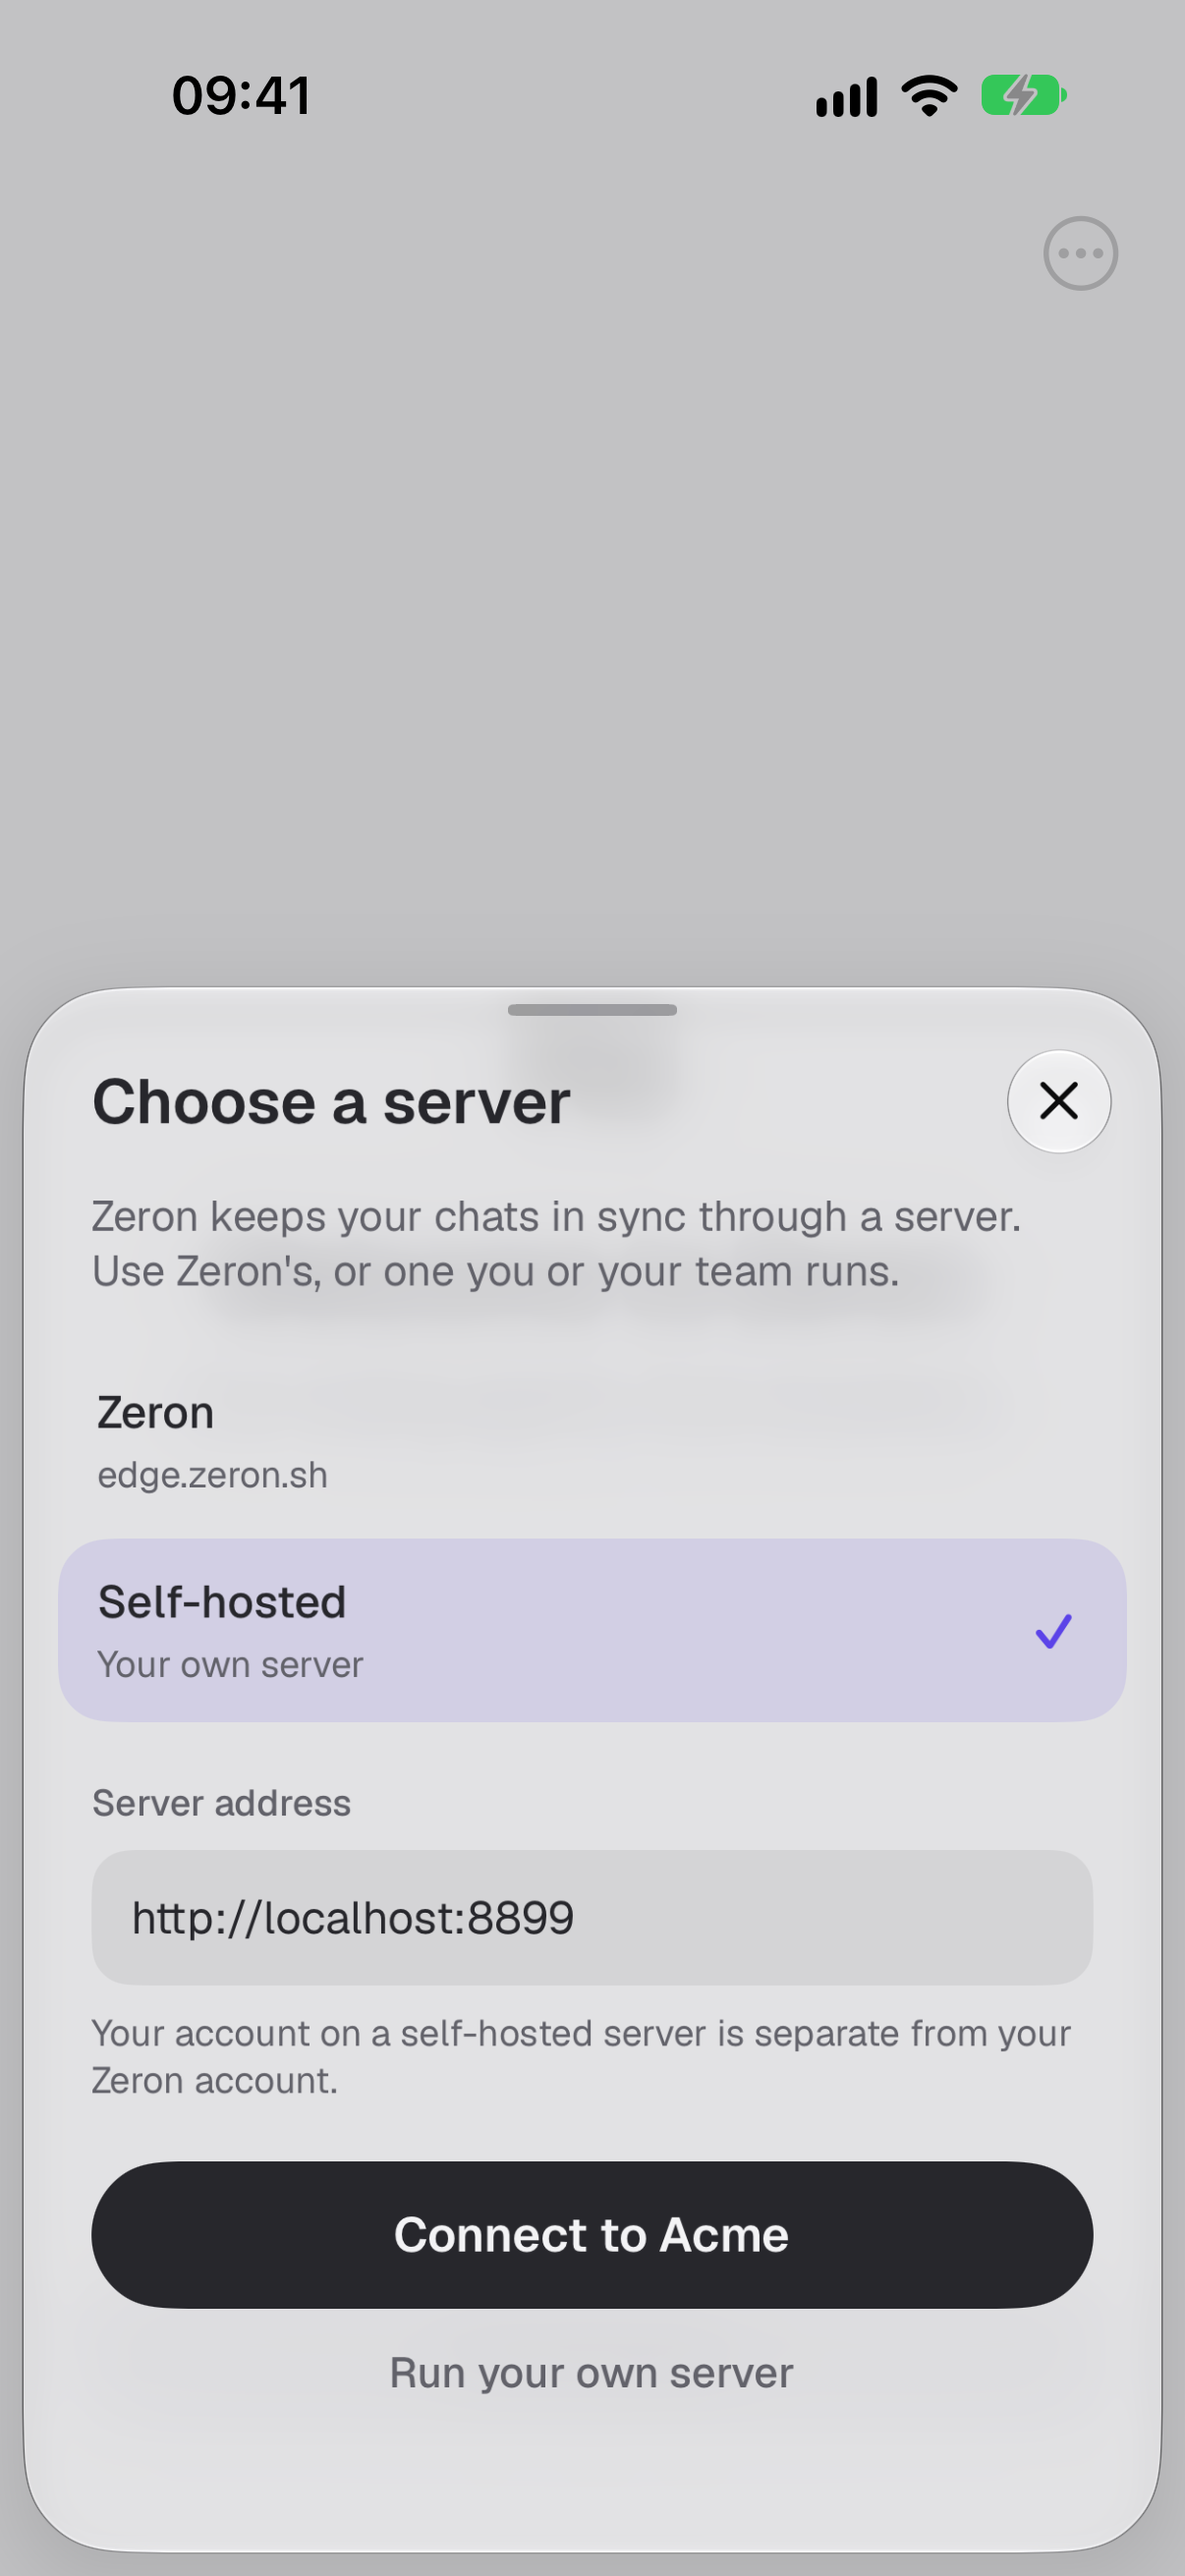 09:41
Choose a server
Zeron keeps your chats in sync through a server.
Use Zeron's, or one you or your team runs.
Zeron
edge.zeron.sh
Self-hosted
Your own server
Server address
http://localhost:8899
Your account on a self-hosted server is separate from your
Zeron account.
Connect to Acme
Run your own server